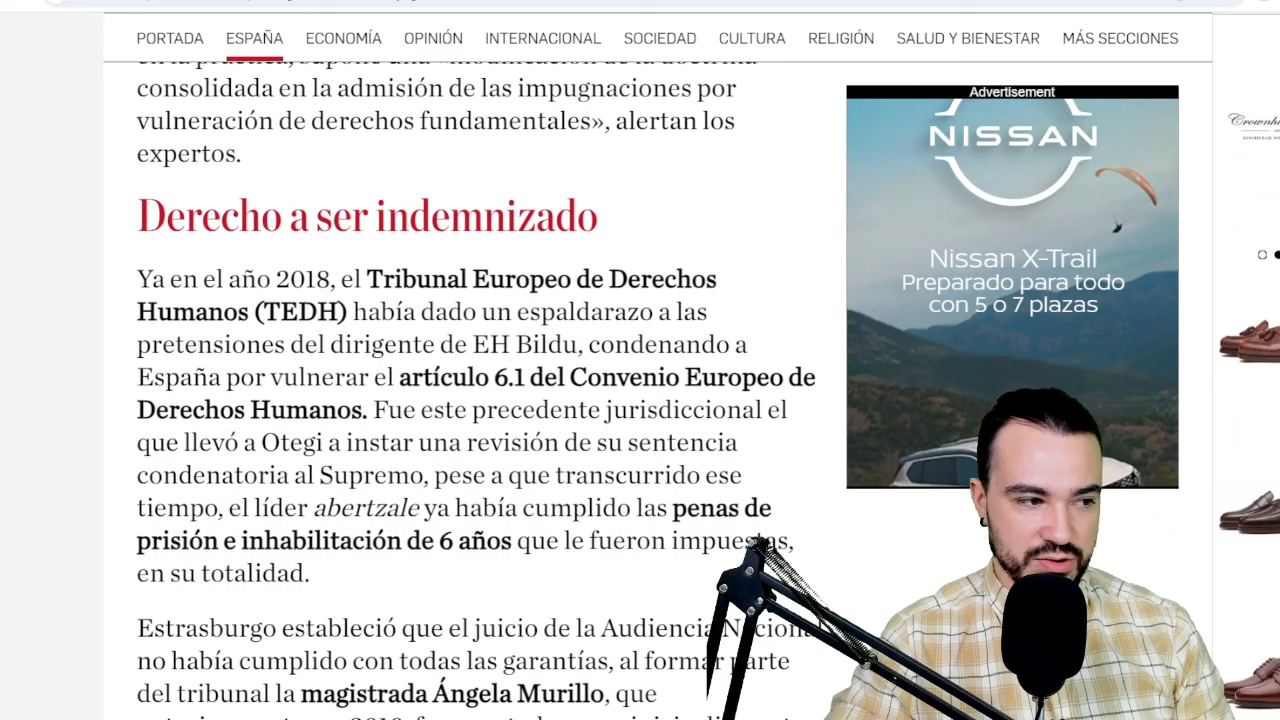 PORTADA ESPAÑA ECONOMÍA OPINIÓN INTERNACIONAL SOCIEDAD CULTURA RELIGIÓN SALUD Y BIENESTAR MÁS SECCIONES
consolidada en la admisión de las impugnaciones por
vulneración de derechos fundamentales», alertan los
expertos.
Derecho a ser indemnizado
Ya en el año 2018, el Tribunal Europeo de Derechos
Humanos (TEDH) había dado un espaldarazo a las
pretensiones del dirigente de EH Bildu, condenando a
España por vulnerar el artículo 6.1 del Convenio Europeo de
Derechos Humanos. Fue este precedente jurisdiccional el
que llevó a Otegi a instar una revisión de su sentencia
condenatoria al Supremo, pese a que transcurrido ese
tiempo, el líder abertzale ya había cumplido las penas de
prisión e inhabilitación de 6 años que le fueron impuestas,
en su totalidad.
Estrasburgo estableció que el juicio de la Audiencia Nacional
no había cumplido con todas las garantías, al formar parte
del tribunal la magistrada Ángela Murillo, que
Advertisement
NISSAN
Nissan X-Trail
Preparado para todo
con 5 o 7 plazas